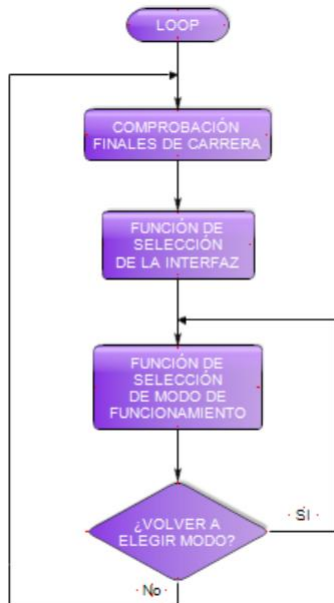 LOOP
COMPROBACIÓN
FINALES DE CARRERA
FUNCIÓN DE
SELECCIÓN
DE LA INTERFAZ
FUNCIÓN DE
SELECCIÓN
DE MODO DE
FUNCIONAMIENTO
¿VOLVER A
ELEGIR MODO?
SI
No